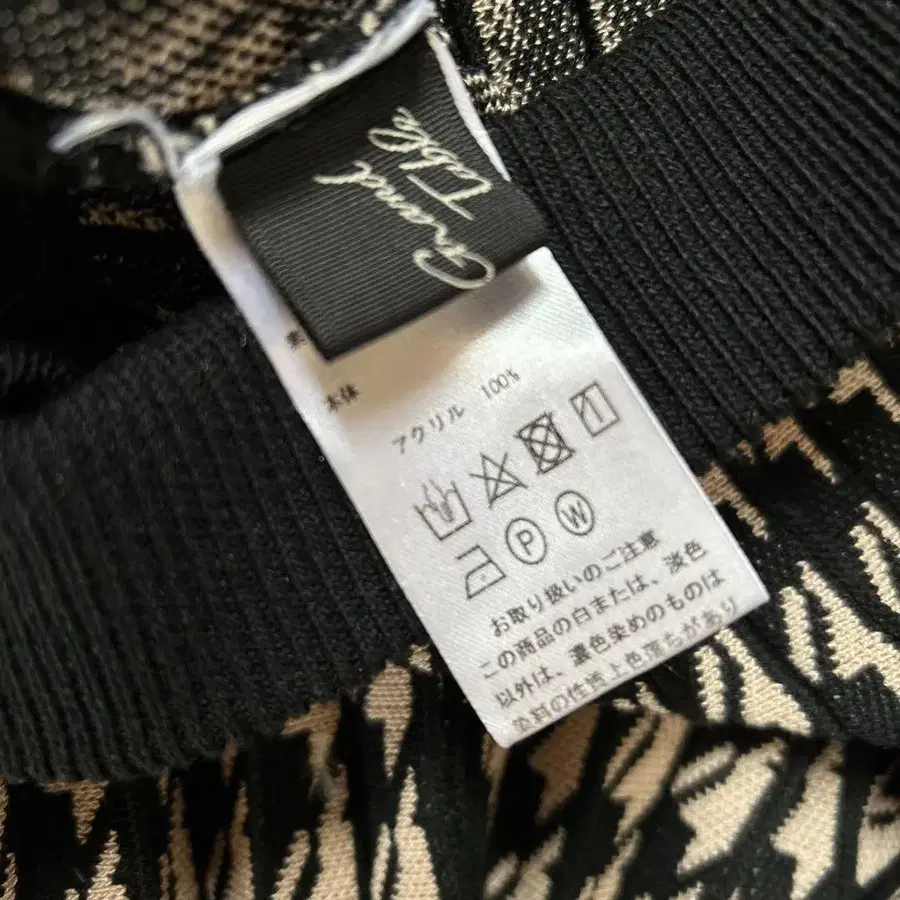 Grand
Table
本体
アクリル 100%
P W
お取り扱いのご注意
この商品の白または、淡色
以外は、濃色染めのものは
染料の性質上色落ちがあり